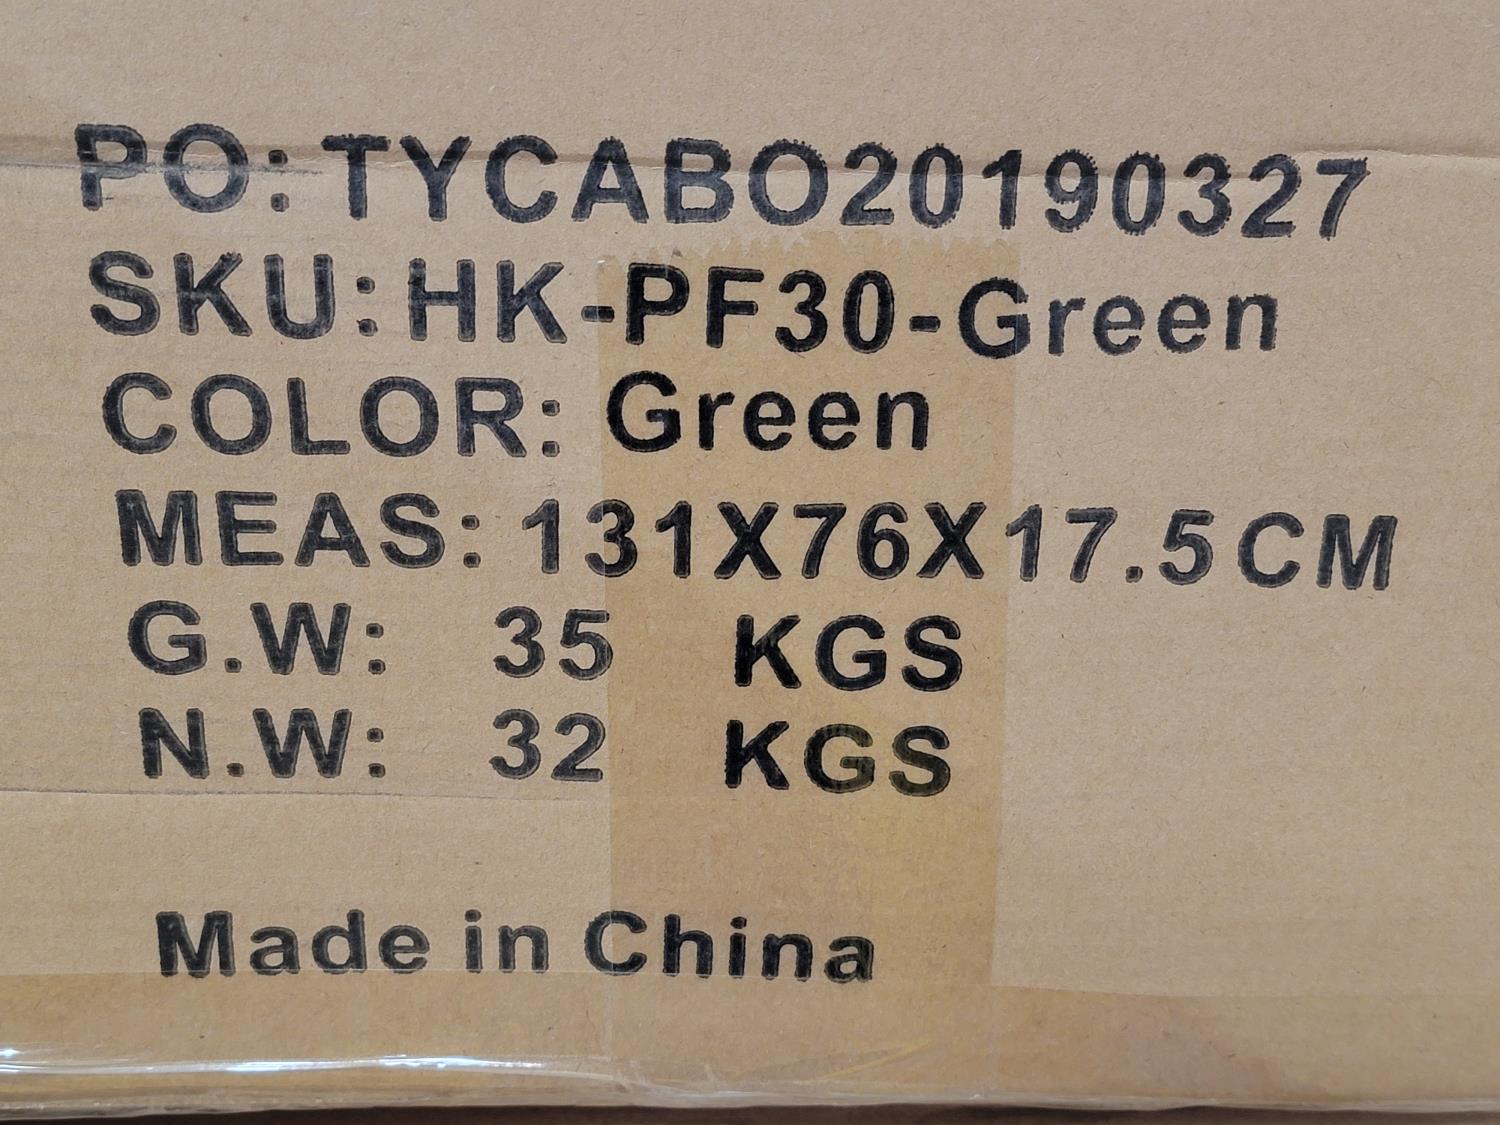 PO:TYCABO20190327
SKU:HK-PF30-Green
COLOR: Green
MEAS: 131X76X17.5CM
G.W: 35 KGS
N.W: 32 KGS
Made in China